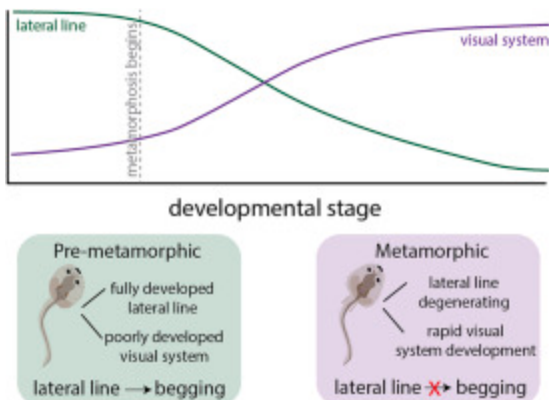 lateral line
visual system
metamorphosis begins
developmental stage
Pre-metamorphic
fully developed
lateral line
poorly developed
visual system
lateral line → begging
Metamorphic
lateral line
degenerating
rapid visual
system development
lateral line → begging